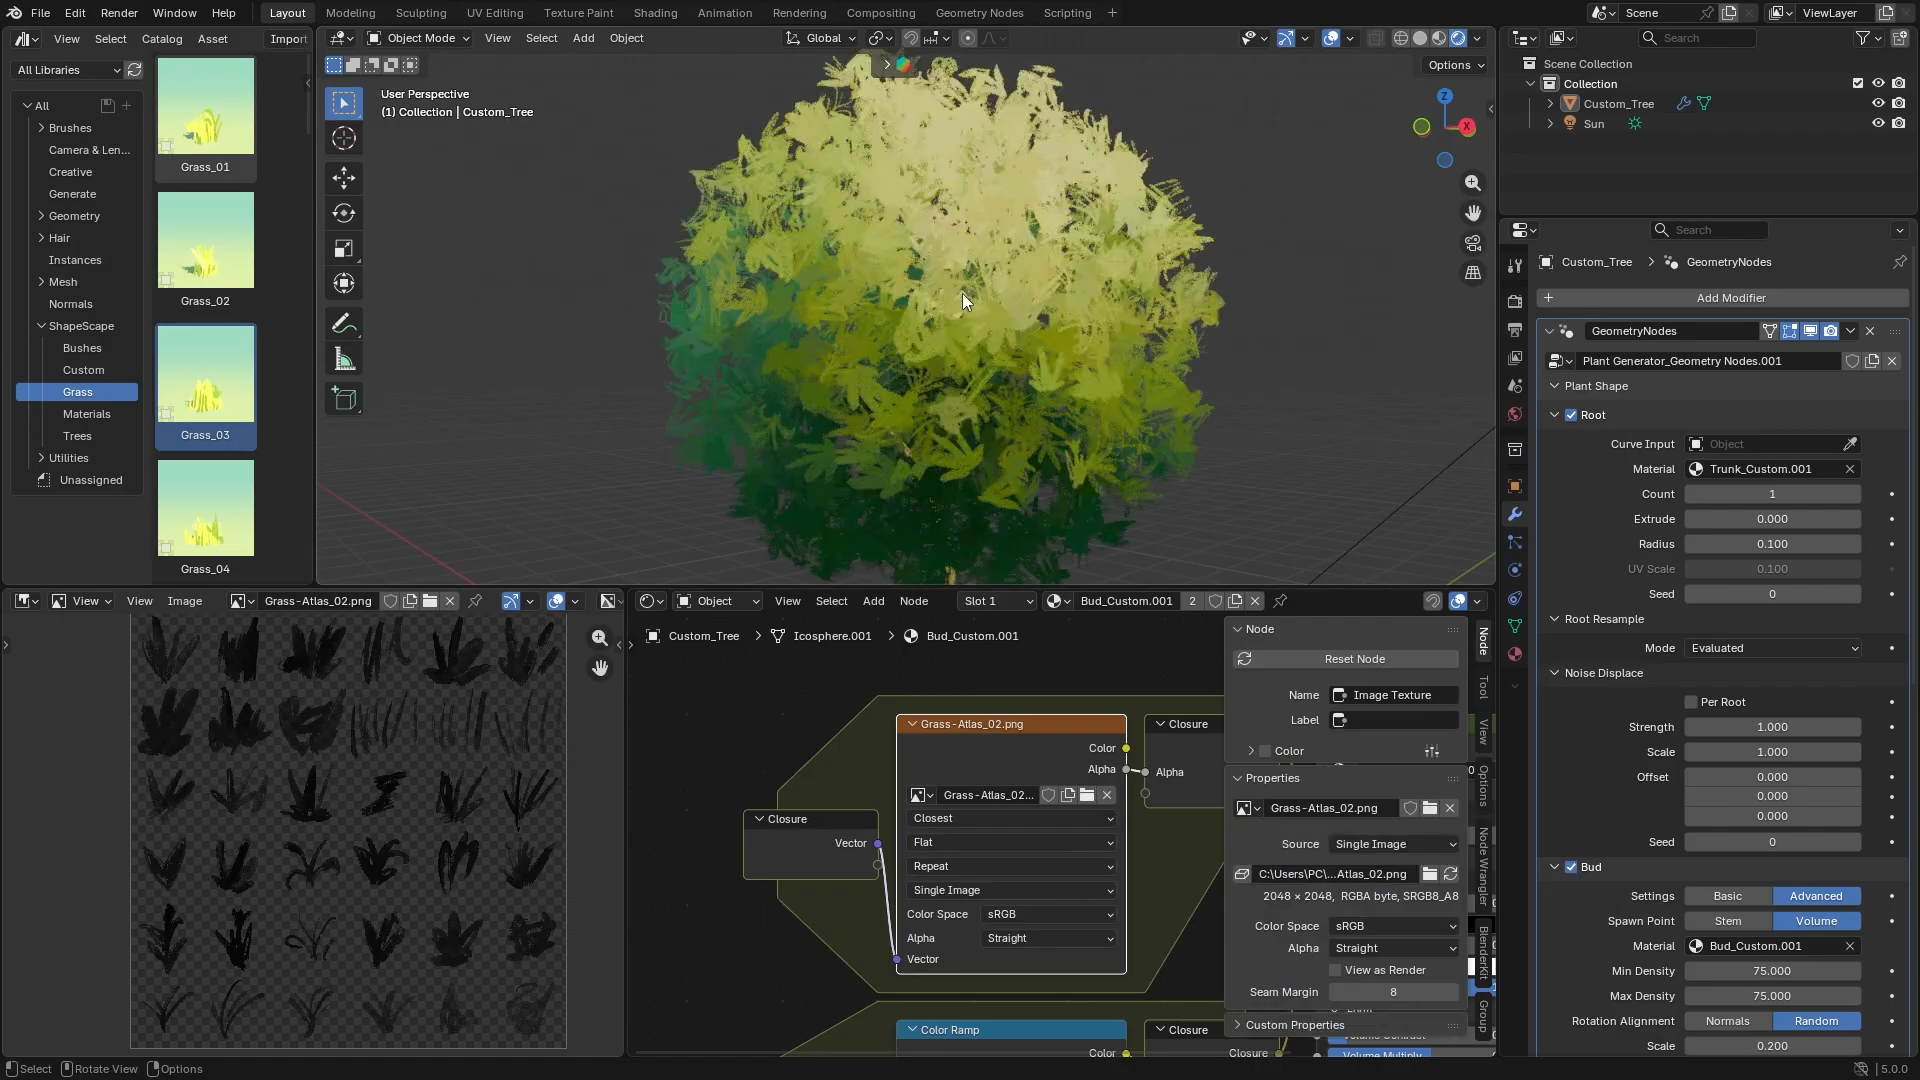 File Edit Render Window Help Layout Modeling Sculpting UV Editing Texture Paint Shading Animation Rendering Compositing Geometry Nodes Scripting Scene ViewLayer
View Select Catalog Asset Import
All Libraries
All
Brushes
Camera & Len...
Creative
Generate
Geometry
Hair
Instances
Mesh
Normals
ShapeScape
Bushes
Custom
Grass
Materials
Trees
Utilities
Unassigned
Grass_01
Grass_02
Grass_03
Grass_04
Object Mode View Select Add Object Global
Options
User Perspective
(1) Collection | Custom_Tree
Z
X
Search
Scene Collection
Collection
Custom_Tree
Sun
Search
Custom_Tree GeometryNodes
Add Modifier
GeometryNodes
Plant Generator_Geometry Nodes.001
Plant Shape
Root
Curve Input Object
Material Trunk_Custom.001
Count 1
Extrude 0.000
Radius 0.100
UV Scale 0.100
Seed 0
Root Resample
Mode Evaluated
Noise Displace
Per Root
Strength 1.000
Scale 1.000
Offset 0.000
0.000
0.000
Seed 0
Bud
Settings Basic Advanced
Spawn Point Stem Volume
Material Bud_Custom.001
Min Density 75.000
Max Density 75.000
Rotation Alignment Normals Random
Scale 0.200
View View Image Grass-Atlas_02.png
Object View Select Add Node Slot 1 Bud_Custom.001 2
Custom_Tree Icosphere.001 Bud_Custom.001
Closure
Vector
Grass-Atlas_02.png
Color
Alpha
Grass-Atlas_02...
Closest
Flat
Repeat
Single Image
Color Space sRGB
Alpha Straight
Vector
Closure
Alpha
Color Ramp
Color
Closure
Closure
Node
Reset Node
Name Image Texture
Label
Color
Properties
Grass-Atlas_02.png
Source Single Image
C:\Users\PC\...Atlas_02.png
2048 × 2048, RGBA byte, SRGB8_A8
Color Space sRGB
Alpha Straight
View as Render
Seam Margin 8
Custom Properties
Volume Multiply
Node
Tool
View
Options
Node Wrangler
BlenderKit
Group
Select Rotate View Options
5.0.0